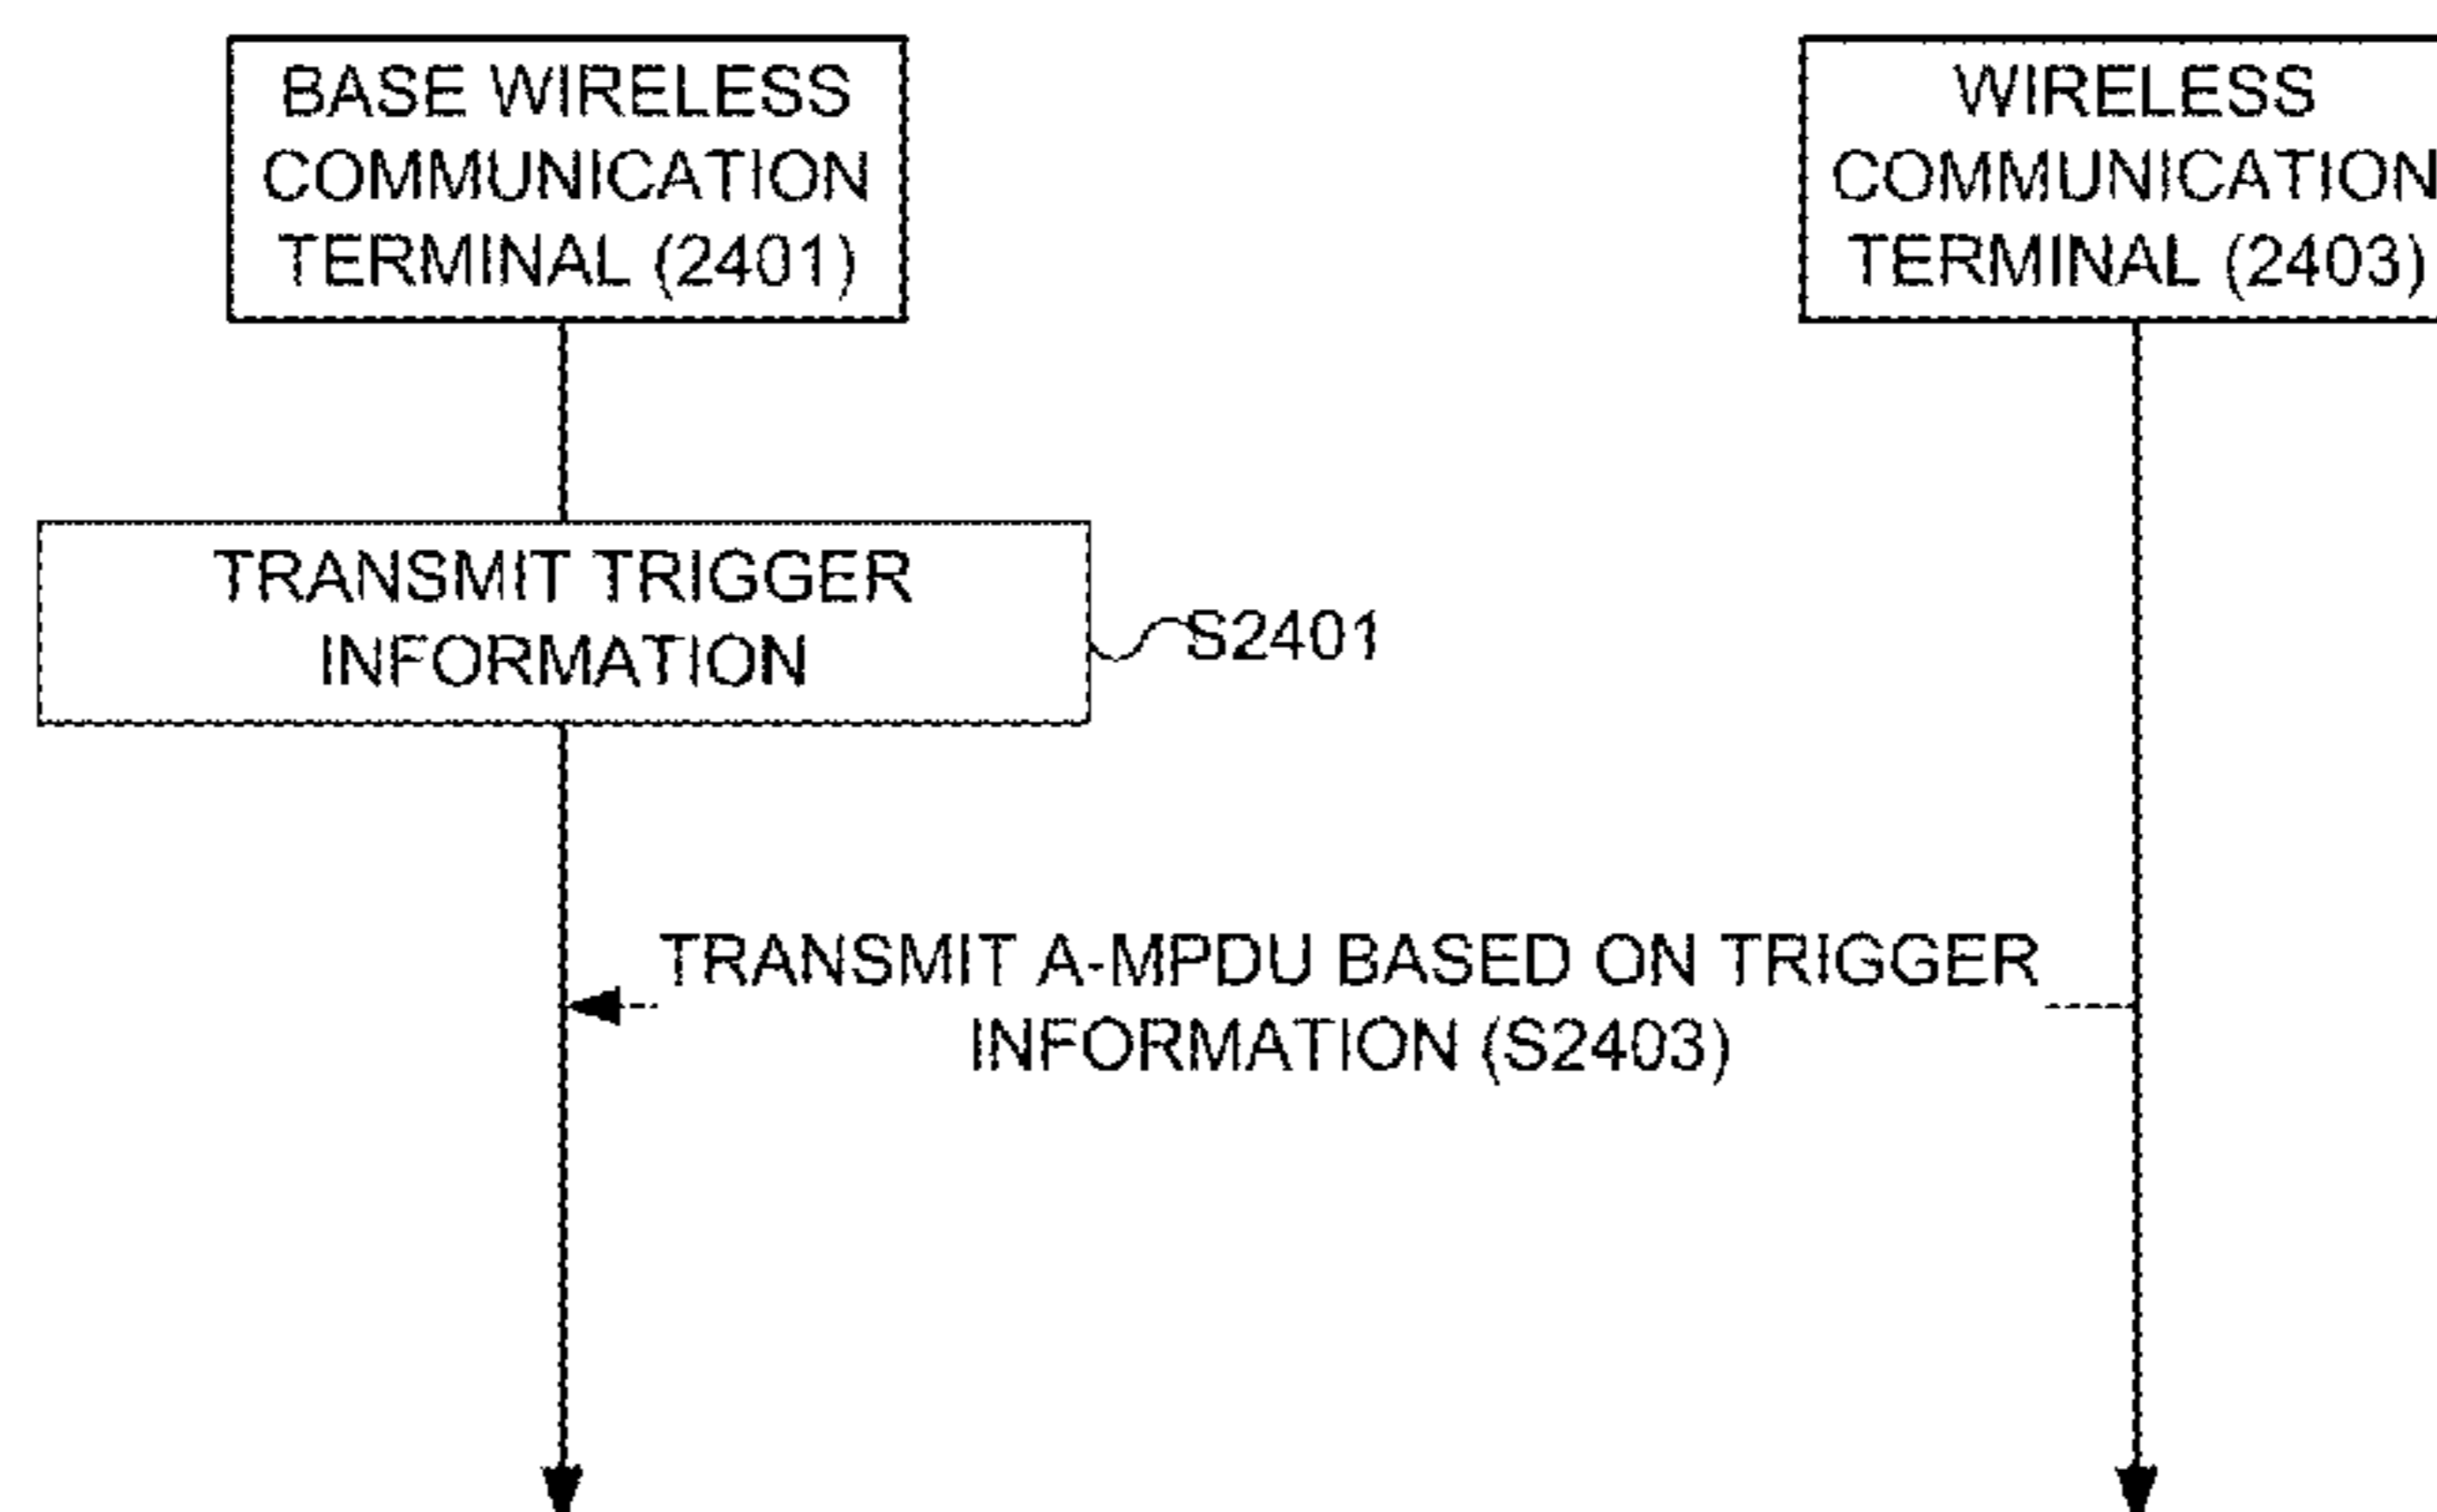 BASE WIRELESS
COMMUNICATION
TERMINAL (2401)
WIRELESS
COMMUNICATION
TERMINAL (2403)
TRANSMIT TRIGGER
INFORMATION
S2401
TRANSMIT A-MPDU BASED ON TRIGGER
INFORMATION (S2403)